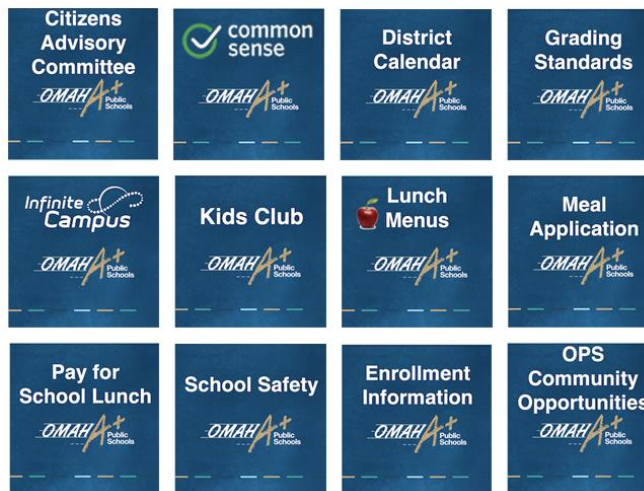 Citizens
Advisory
Committee
OMAHA+
Public
Schools
common
sense
OMAHA+
Public
Schools
District
Calendar
OMAHA+
Public
Schools
Grading
Standards
OMAHA+
Public
Schools
Infinite
Campus
OMAHA+
Public
Schools
Kids Club
OMAHA+
Public
Schools
Lunch
Menus
OMAHA+
Public
Schools
Meal
Application
OMAHA+
Public
Schools
Pay for
School Lunch
OMAHA+
Public
Schools
School Safety
OMAHA+
Public
Schools
Enrollment
Information
OMAHA+
Public
Schools
OPS
Community
Opportunities
OMAHA+
Public
Schools